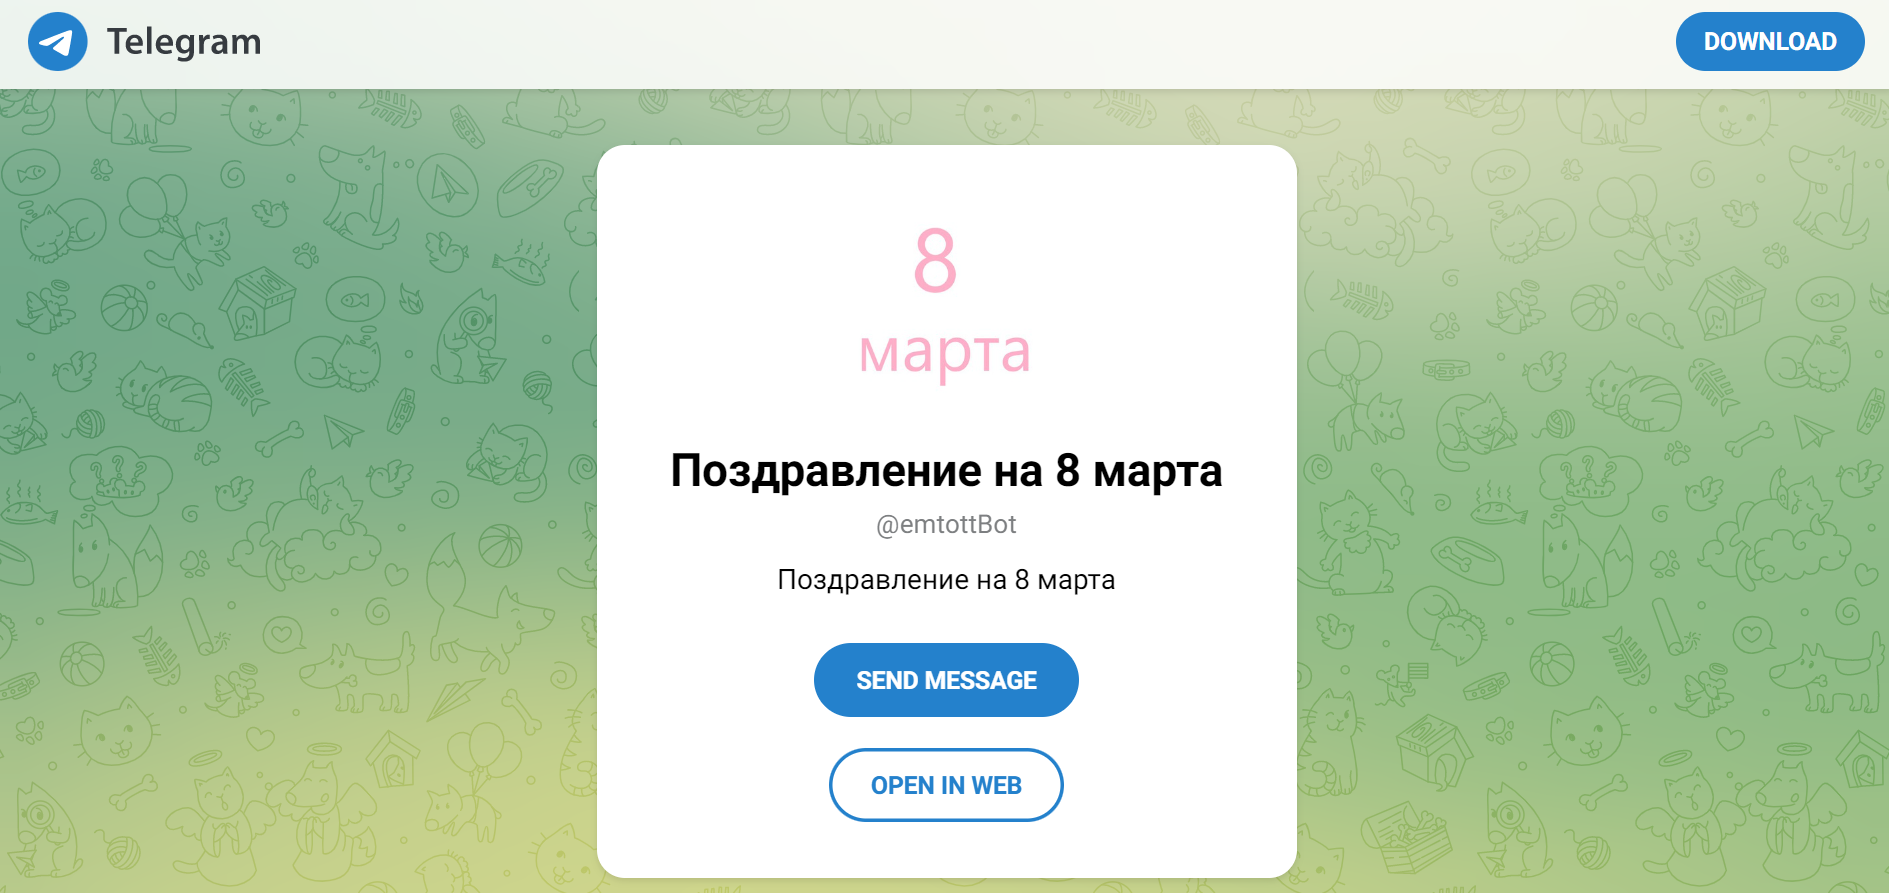 Telegram
DOWNLOAD
8
марта
Поздравление на 8 марта
@emtottBot
Поздравление на 8 марта
SEND MESSAGE
OPEN IN WEB